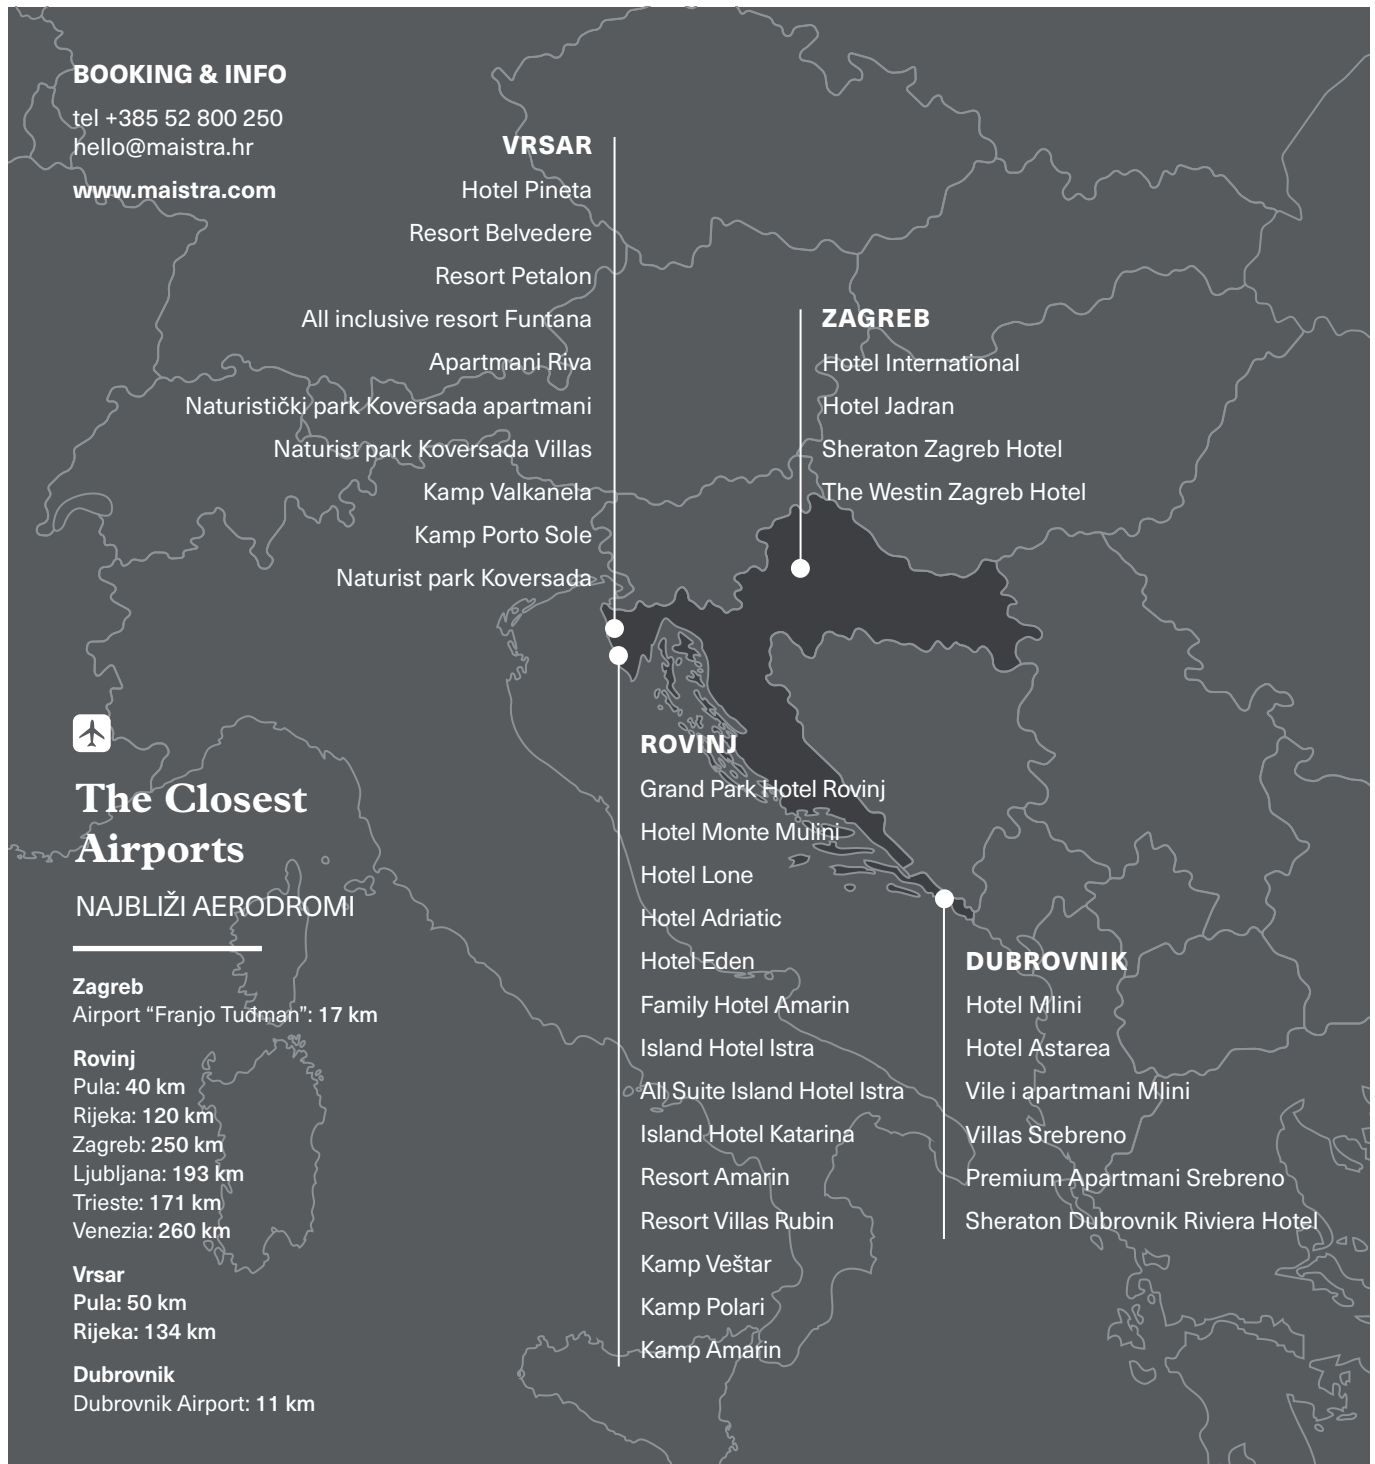 BOOKING & INFO
tel +385 52 800 250
hello@maistra.hr
www.maistra.com
VRSAR
Hotel Pineta
Resort Belvedere
Resort Petalon
All inclusive resort Funtana
Apartmani Riva
Naturistički park Koversada apartmani
Naturist park Koversada Villas
Kamp Valkanela
Kamp Porto Sole
Naturist park Koversada
ZAGREB
Hotel International
Hotel Jadran
Sheraton Zagreb Hotel
The Westin Zagreb Hotel
ROVINJ
Grand Park Hotel Rovinj
Hotel Monte Mulini
Hotel Lone
Hotel Adriatic
Hotel Eden
Family Hotel Amarin
Island Hotel Istra
All Suite Island Hotel Istra
Island Hotel Katarina
Resort Amarin
Resort Villas Rubin
Kamp Veštar
Kamp Polari
Kamp Amarin
DUBROVNIK
Hotel Mlini
Hotel Astarea
Vile i apartmani Mlini
Villas Srebreno
Premium Apartmani Srebreno
Sheraton Dubrovnik Riviera Hotel
The Closest
Airports
NAJBLIŽI AERODROMI
Zagreb
Airport “Franjo Tuđman”: 17 km
Rovinj
Pula: 40 km
Rijeka: 120 km
Zagreb: 250 km
Ljubljana: 193 km
Trieste: 171 km
Venezia: 260 km
Vrsar
Pula: 50 km
Rijeka: 134 km
Dubrovnik
Dubrovnik Airport: 11 km